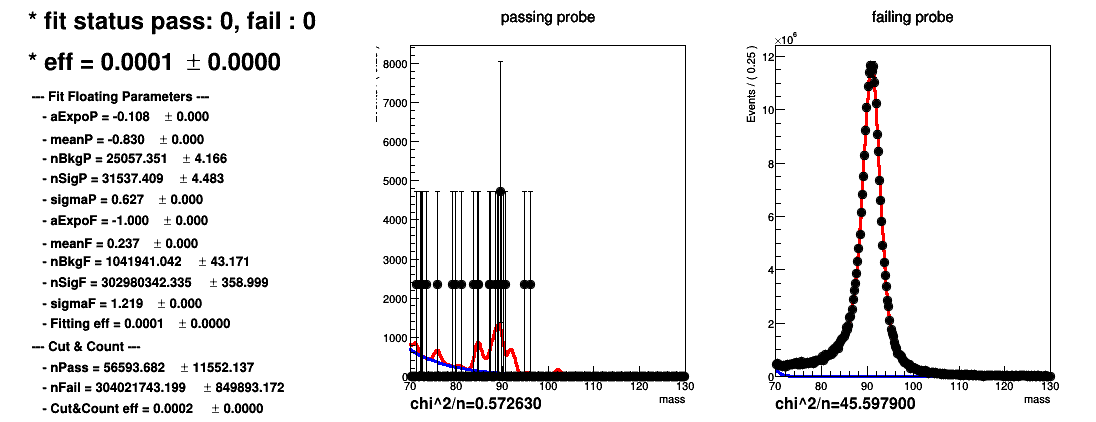 * fit status pass: 0, fail : 0
* eff = 0.0001 ± 0.0000
--- Fit Floating Parameters ---
- aExpoP = -0.108 ± 0.000
- meanP = -0.830 ± 0.000
- nBkgP = 25057.351 ± 4.166
- nSigP = 31537.409 ± 4.483
- sigmaP = 0.627 ± 0.000
- aExpoF = -1.000 ± 0.000
- meanF = 0.237 ± 0.000
- nBkgF = 1041941.042 ± 43.171
- nSigF = 302980342.335 ± 358.999
- sigmaF = 1.219 ± 0.000
- Fitting eff = 0.0001 ± 0.0000
--- Cut & Count ---
- nPass = 56593.682 ± 11552.137
- nFail = 304021743.199 ± 849893.172
- Cut&Count eff = 0.0002 ± 0.0000
passing probe
8000
7000
6000
5000
4000
3000
2000
1000
0
70 80 90 100 110 120 130
mass
chi^2/n=0.572630
failing probe
×10^6
Events / ( 0.25 )
12
10
8
6
4
2
0
70 80 90 100 110 120 130
mass
chi^2/n=45.597900